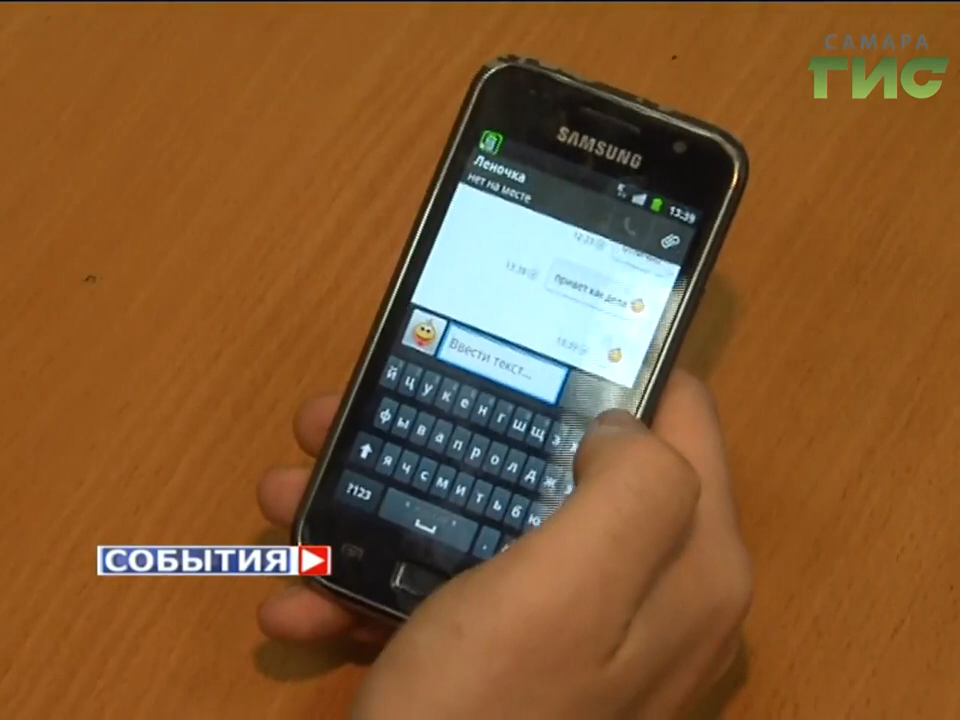 САМАРА
ГИС
SAMSUNG
13:39
Леночка
нет на месте
привет как дела
Ввести текст...
й ц у к е н г ш щ з
ф ы в а п р о л д ж
я ч с м и т ь б ю
?123
СОБЫТИЯ